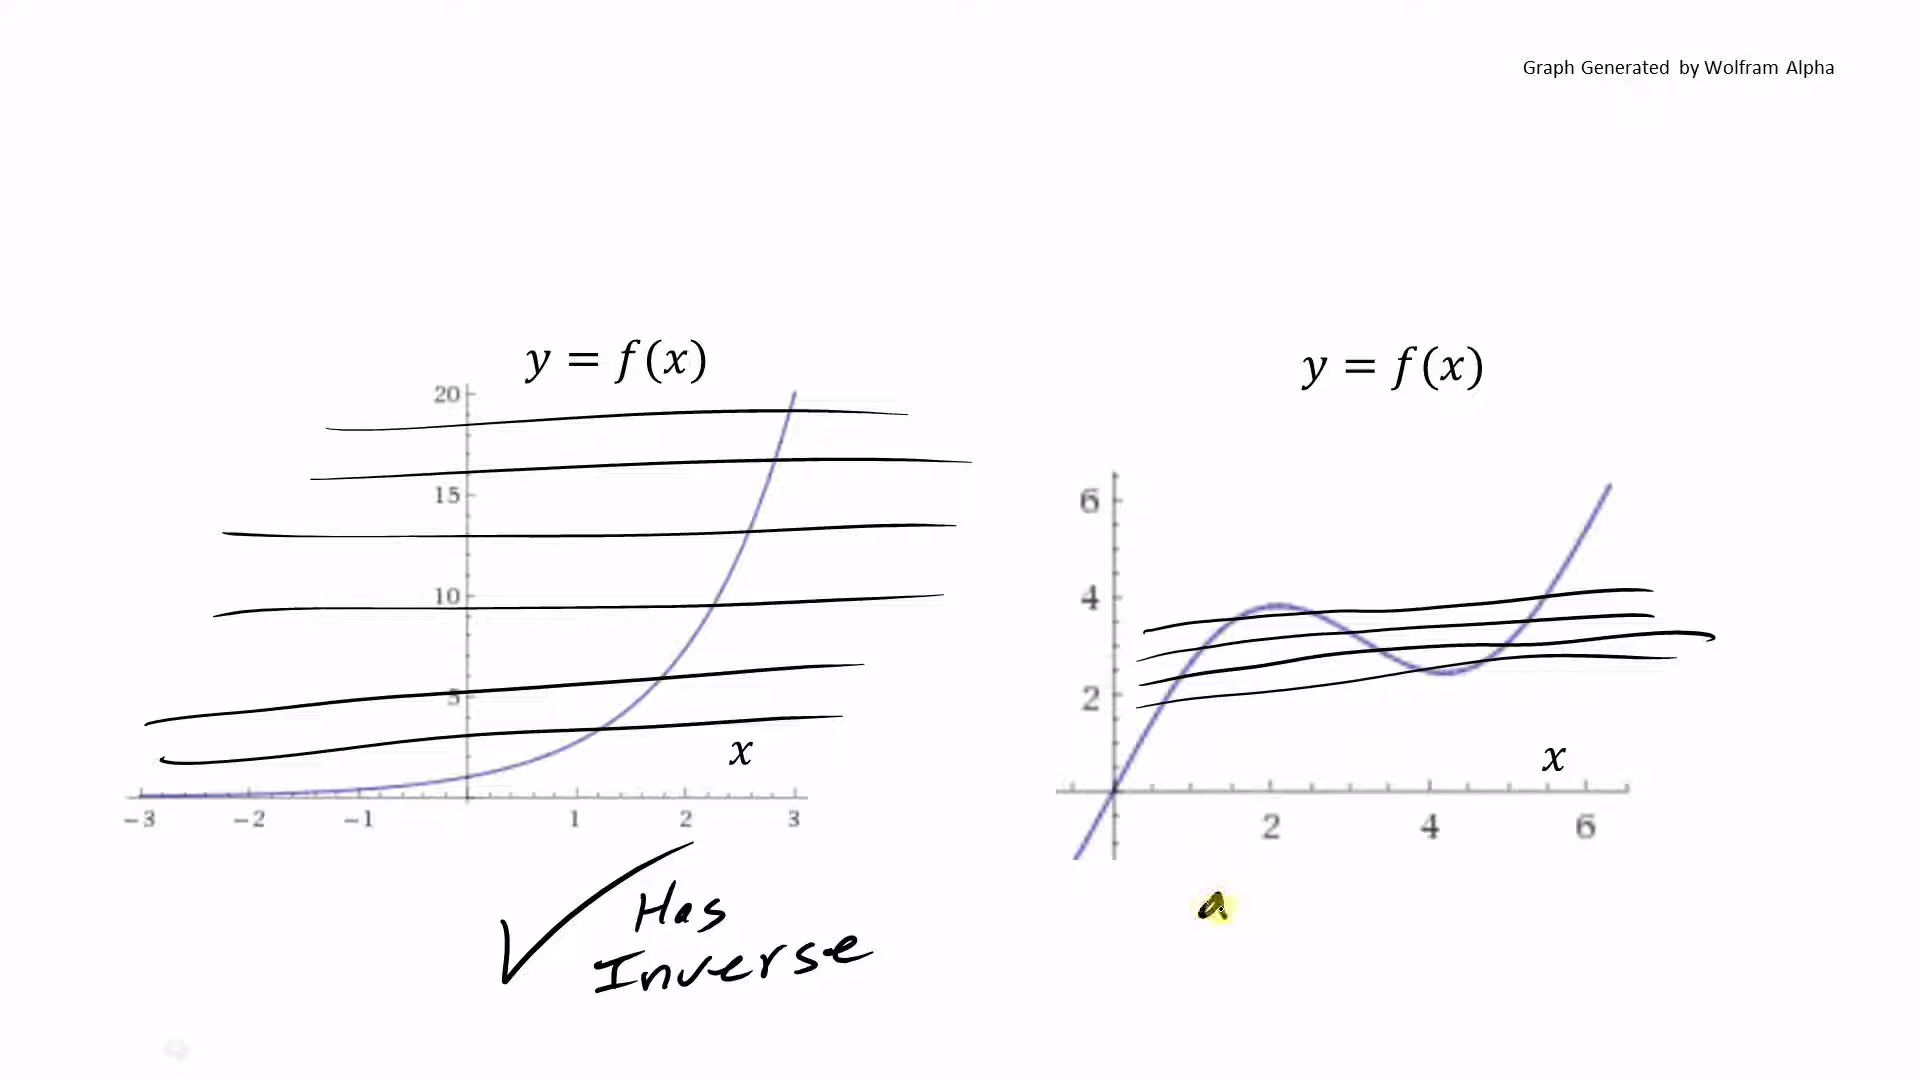 Graph Generated by Wolfram Alpha
y = f(x)
20
15
10
5
x
−3 −2 −1 1 2 3
Has
Inverse
y = f(x)
6
4
2
x
2 4 6
a